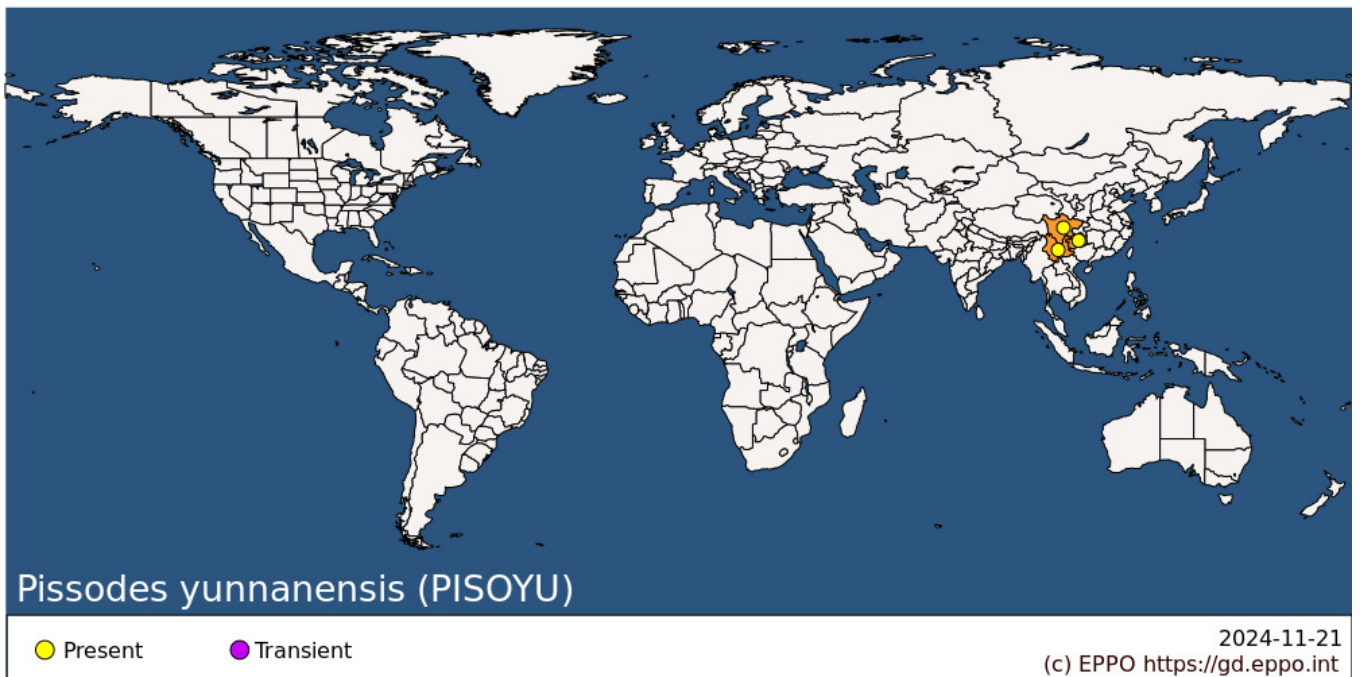 Pissodes yunnanensis (PISOYU)
Present
Transient
2024-11-21
(c) EPPO https://gd.eppo.int